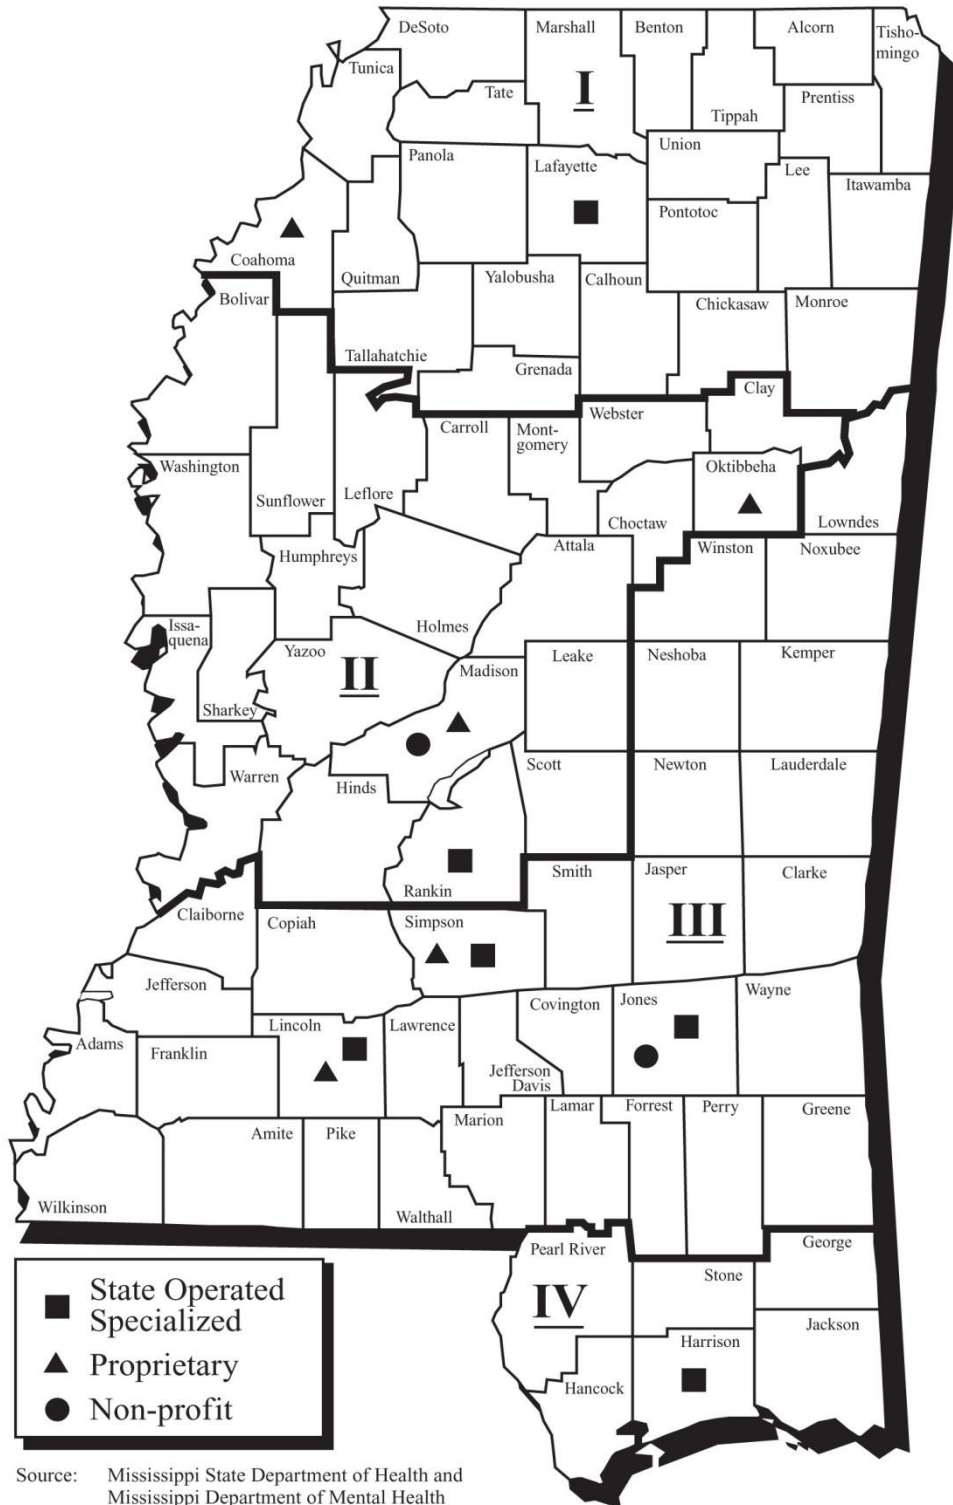 DeSoto
Marshall
Benton
Alcorn
Tisho-
mingo
Tunica
Tate
I
Tippah
Prentiss
Panola
Lafayette
Union
Lee
Itawamba
Pontotoc
Coahoma
Quitman
Yalobusha
Calhoun
Bolivar
Chickasaw
Monroe
Tallahatchie
Grenada
Clay
Carroll
Mont-
gomery
Webster
Washington
Sunflower
Leflore
Oktibbeha
Choctaw
Lowndes
Humphreys
Attala
Winston
Noxubee
Issa-
quena
Holmes
Yazoo
II
Madison
Leake
Neshoba
Kemper
Sharkey
Warren
Hinds
Scott
Newton
Lauderdale
Rankin
Smith
Jasper
Clarke
Claiborne
Copiah
Simpson
III
Jefferson
Covington
Jones
Wayne
Adams
Franklin
Lincoln
Lawrence
Jefferson
Davis
Marion
Lamar
Forrest
Perry
Greene
Amite
Pike
Wilkinson
Walthall
Pearl River
George
Stone
IV
Jackson
Harrison
Hancock
State Operated
Specialized
Proprietary
Non-profit
Source: Mississippi State Department of Health and
Mississippi Department of Mental Health